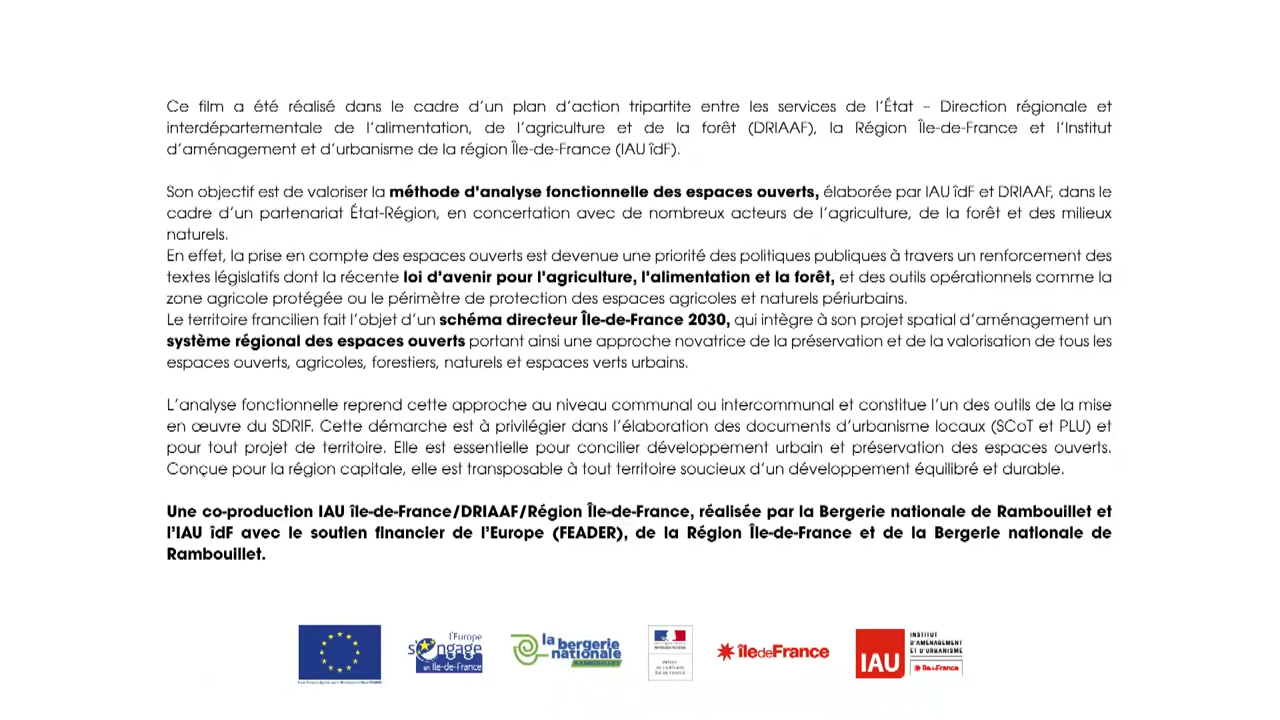 Ce film a été réalisé dans le cadre d'un plan d'action tripartite entre les services de l'État – Direction régionale et
interdépartementale de l'alimentation, de l'agriculture et de la forêt (DRIAAF), la Région Île-de-France et l'Institut
d'aménagement et d'urbanisme de la région Île-de-France (IAU îdF).
Son objectif est de valoriser la méthode d'analyse fonctionnelle des espaces ouverts, élaborée par IAU îdF et DRIAAF, dans le
cadre d'un partenariat État-Région, en concertation avec de nombreux acteurs de l'agriculture, de la forêt et des milieux
naturels.
En effet, la prise en compte des espaces ouverts est devenue une priorité des politiques publiques à travers un renforcement des
textes législatifs dont la récente loi d'avenir pour l'agriculture, l'alimentation et la forêt, et des outils opérationnels comme la
zone agricole protégée ou le périmètre de protection des espaces agricoles et naturels périurbains.
Le territoire francilien fait l'objet d'un schéma directeur Île-de-France 2030, qui intègre à son projet spatial d'aménagement un
système régional des espaces ouverts portant ainsi une approche novatrice de la préservation et de la valorisation de tous les
espaces ouverts, agricoles, forestiers, naturels et espaces verts urbains.
L'analyse fonctionnelle reprend cette approche au niveau communal ou intercommunal et constitue l'un des outils de la mise
en œuvre du SDRIF. Cette démarche est à privilégier dans l'élaboration des documents d'urbanisme locaux (SCoT et PLU) et
pour tout projet de territoire. Elle est essentielle pour concilier développement urbain et préservation des espaces ouverts.
Conçue pour la région capitale, elle est transposable à tout territoire soucieux d'un développement équilibré et durable.
Une co-production IAU île-de-France/DRIAAF/Région Île-de-France, réalisée par la Bergerie nationale de Rambouillet et
l'IAU îdF avec le soutien financier de l'Europe (FEADER), de la Région Île-de-France et de la Bergerie nationale de
Rambouillet.
l'Europe
s'engage
en Île-de-France
la bergerie
nationale
RAMBOUILLET
PRÉFET
DE LA RÉGION
ÎLE-DE-FRANCE
îledeFrance
IAU
INSTITUT
D'AMÉNAGEMENT
ET D'URBANISME
îledeFrance